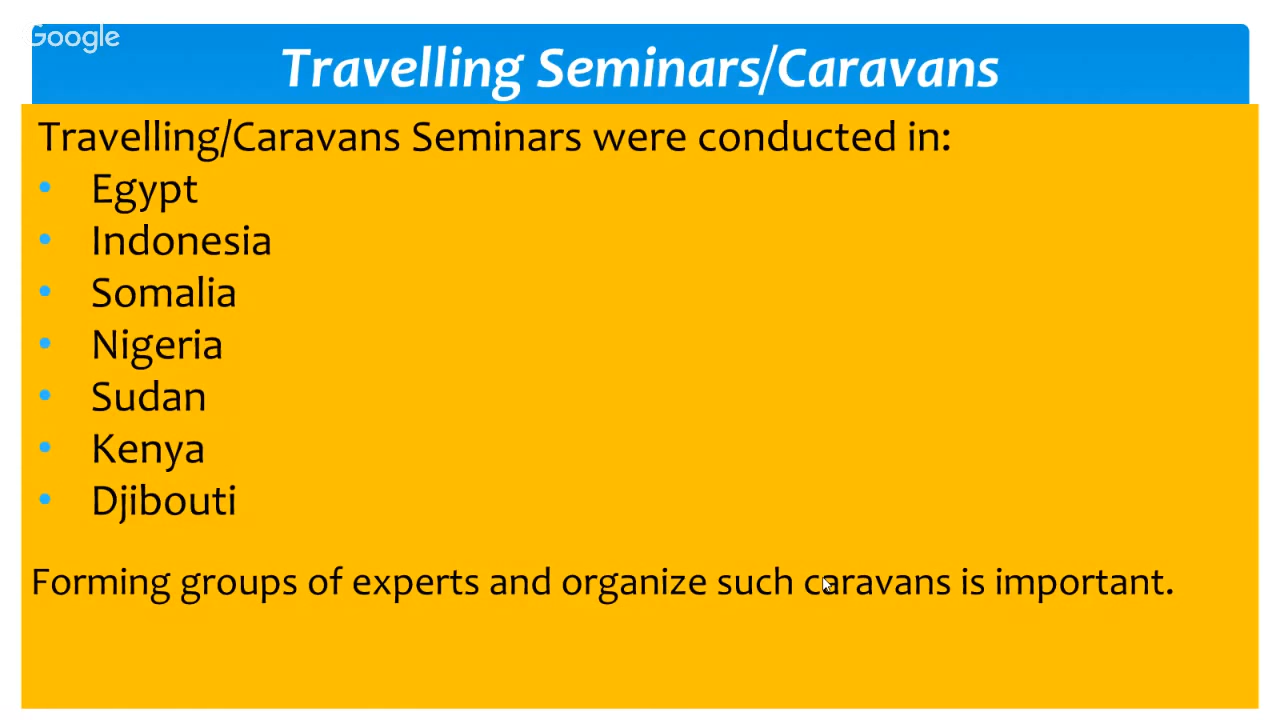 Google
Travelling Seminars/Caravans
Travelling/Caravans Seminars were conducted in:
• Egypt
• Indonesia
• Somalia
• Nigeria
• Sudan
• Kenya
• Djibouti
Forming groups of experts and organize such caravans is important.